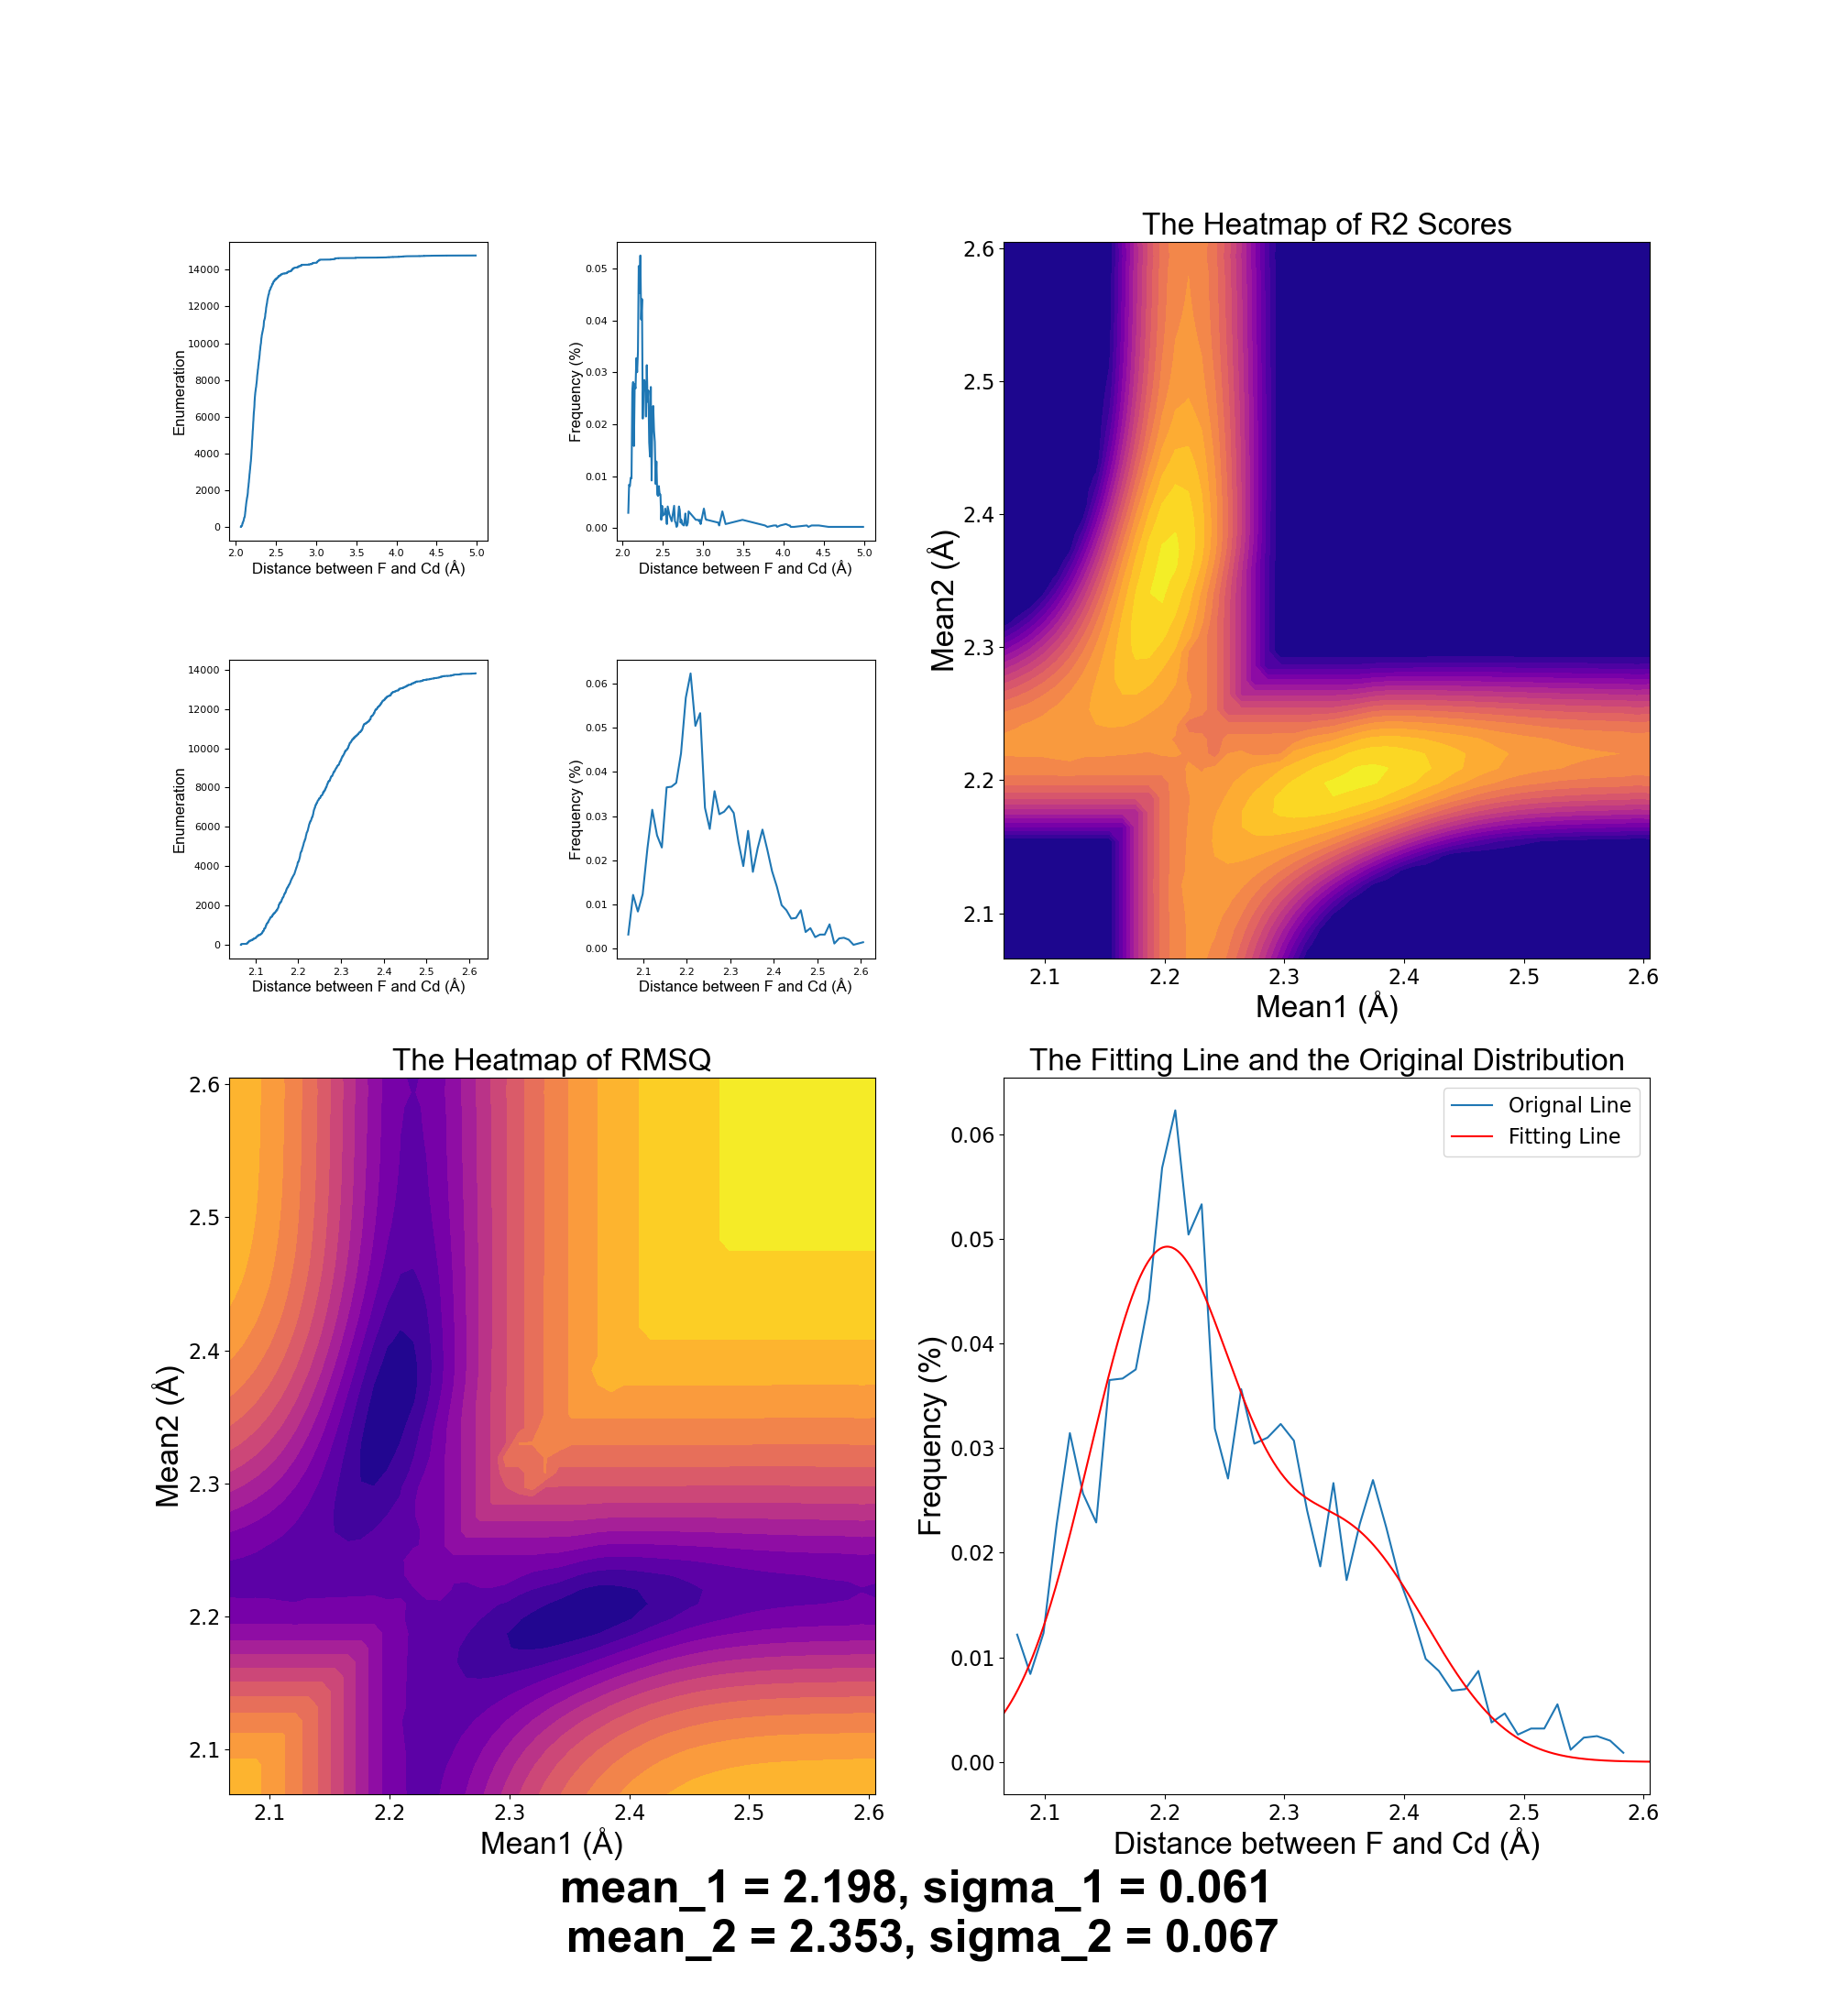 14000
12000
10000
8000
6000
4000
2000
0
Enumeration
2.0 2.5 3.0 3.5 4.0 4.5 5.0
Distance between F and Cd (Å)
0.05
0.04
0.03
0.02
0.01
0.00
Frequency (%)
2.0 2.5 3.0 3.5 4.0 4.5 5.0
Distance between F and Cd (Å)
14000
12000
10000
8000
6000
4000
2000
0
Enumeration
2.1 2.2 2.3 2.4 2.5 2.6
Distance between F and Cd (Å)
0.06
0.05
0.04
0.03
0.02
0.01
0.00
Frequency (%)
2.1 2.2 2.3 2.4 2.5 2.6
Distance between F and Cd (Å)
The Heatmap of R2 Scores
2.6
2.5
2.4
2.3
2.2
2.1
Mean2 (Å)
2.1 2.2 2.3 2.4 2.5 2.6
Mean1 (Å)
The Heatmap of RMSQ
2.6
2.5
2.4
2.3
2.2
2.1
Mean2 (Å)
2.1 2.2 2.3 2.4 2.5 2.6
Mean1 (Å)
The Fitting Line and the Original Distribution
Orignal Line
Fitting Line
0.06
0.05
0.04
0.03
0.02
0.01
0.00
Frequency (%)
2.1 2.2 2.3 2.4 2.5 2.6
Distance between F and Cd (Å)
mean_1 = 2.198, sigma_1 = 0.061
mean_2 = 2.353, sigma_2 = 0.067